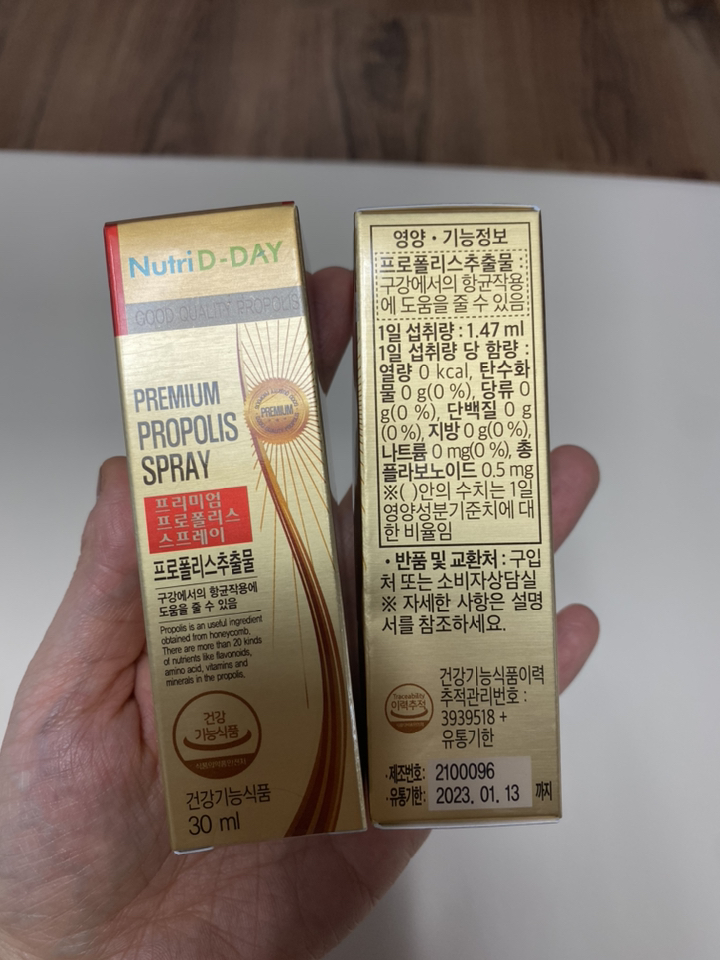 Nutri D-DAY
GOOD QUALITY PROPOLIS
PREMIUM
PROPOLIS
SPRAY
PREMIUM
프리미엄
프로폴리스
스프레이
프로폴리스추출물
구강에서의 항균작용에
도움을 줄 수 있음
Propolis is an useful ingredient
obtained from honeycomb.
There are more than 20 kinds
of nutrients like flavonoids,
amino acid, vitamins and
minerals in the propolis.
건강
기능식품
식품의약품안전처
건강기능식품
30 ml
영양 • 기능정보
프로폴리스추출물 :
구강에서의 항균작용
에 도움을 줄 수 있음
1일 섭취량 : 1.47 ml
1일 섭취량 당 함량 :
열량 0 kcal, 탄수화
물 0 g(0 %), 당류 0
g(0 %), 단백질 0 g
(0 %), 지방 0 g(0 %),
나트륨 0 mg(0 %), 총
플라보노이드 0.5 mg
※( )안의 수치는 1일
영양성분기준치에 대
한 비율임
• 반품 및 교환처 : 구입
처 또는 소비자상담실
※ 자세한 사항은 설명
서를 참조하세요.
Traceability
이력추적
건강기능식품이력
추적관리번호 :
3939518 +
유통기한
·제조번호: 2100096
·유통기한: 2023. 01. 13 까지